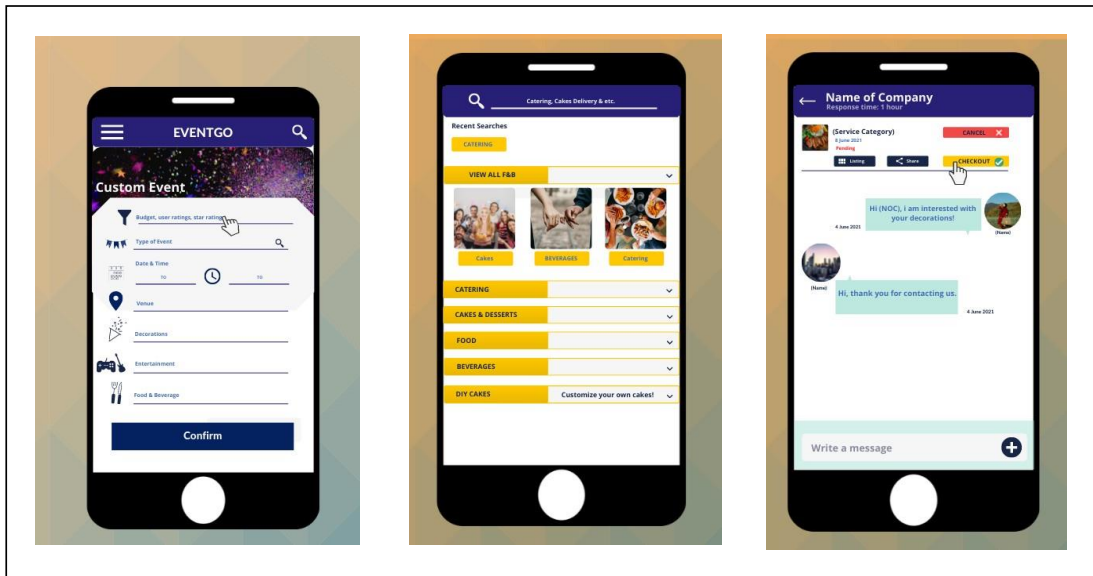 EVENTGO
Custom Event
Budget, user ratings, star rating
Type of Event
Date & Time
TO
TO
Venue
Decorations
Entertainment
Food & Beverage
Confirm
Catering, Cakes Delivery & etc.
Recent Searches
CATERING
VIEW ALL F&B
Cakes
BEVERAGES
Catering
CATERING
CAKES & DESSERTS
FOOD
BEVERAGES
DIY CAKES
Customize your own cakes!
Name of Company
Response time: 1 hour
(Service Category)
8 June 2021
Pending
CANCEL X
Listing
Share
CHECKOUT
Hi (NOC), i am interested with
your decorations!
4 June 2021
(Name)
(Name)
Hi, thank you for contacting us.
4 June 2021
Write a message